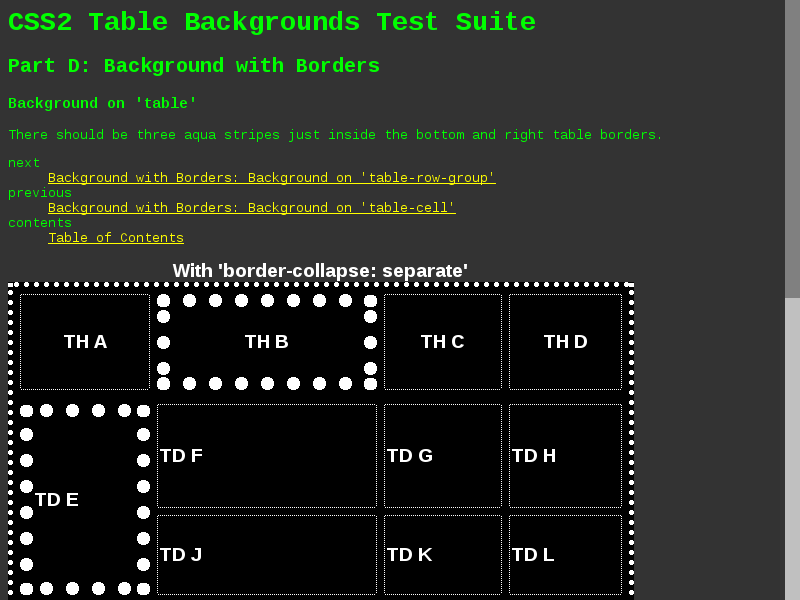 CSS2 Table Backgrounds Test Suite
Part D: Background with Borders
Background on 'table'
There should be three aqua stripes just inside the bottom and right table borders.
next
Background with Borders: Background on 'table-row-group'
previous
Background with Borders: Background on 'table-cell'
contents
Table of Contents
With 'border-collapse: separate'
TH A TH B TH C TH D
TD F TD G TD H
TD E
TD J TD K TD L